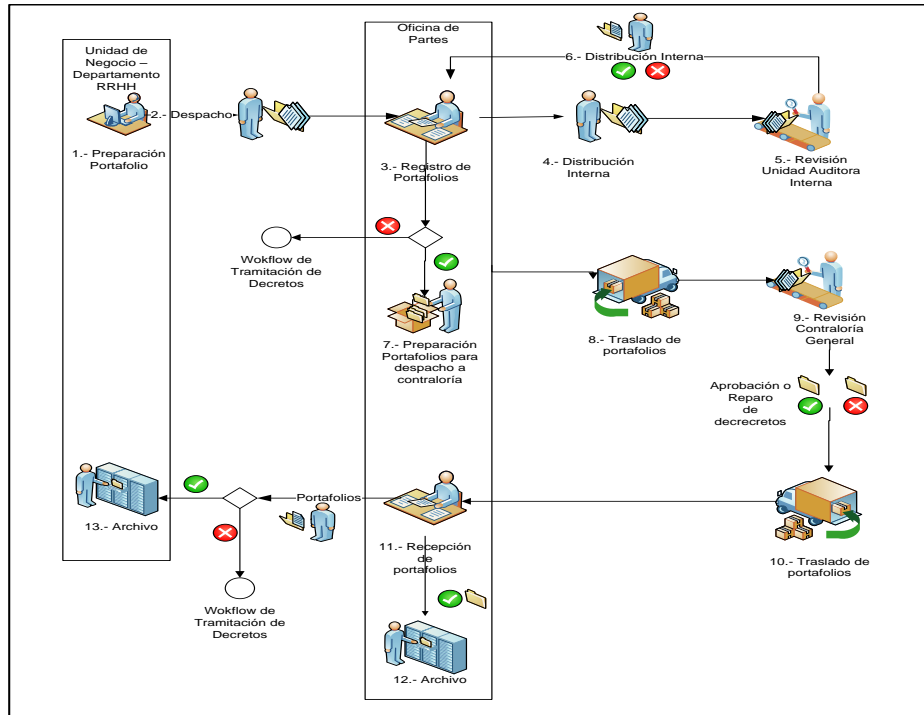 Unidad de
Negocio –
Departamento
RRHH
1.- Preparación
Portafolio
2.- Despacho
Oficina de
Partes
3.- Registro de
Portafolios
4.- Distribución
Interna
5.- Revisión
Unidad Auditora
Interna
6.- Distribución Interna
Wokflow de
Tramitación de
Decretos
7.- Preparación
Portafolios para
despacho a
contraloría
8.- Traslado de
portafolios
9.- Revisión
Contraloría
General
Aprobación o
Reparo
de
decrecretos
10.- Traslado de
portafolios
11.- Recepción
de
portafolios
Portafolios
12.- Archivo
13.- Archivo
Wokflow de
Tramitación de
Decretos